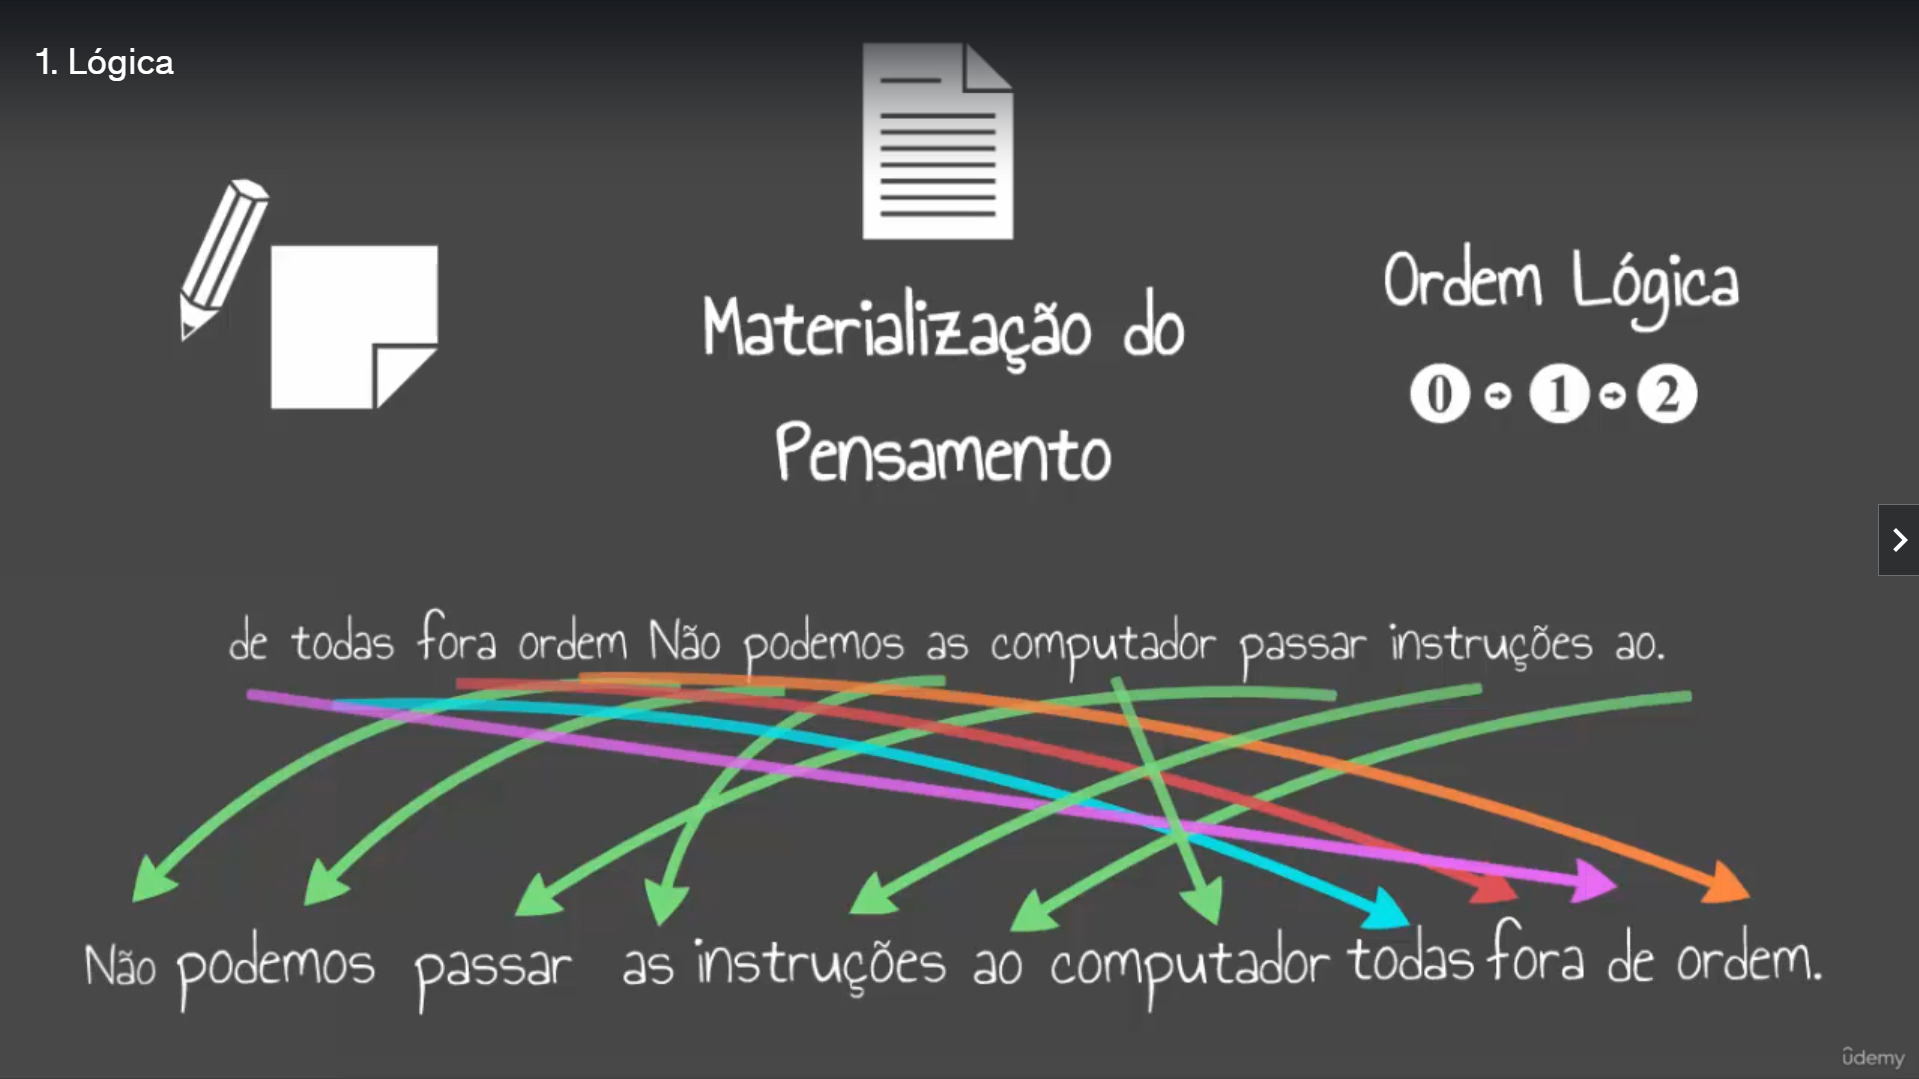 1. Lógica
Materialização do
Pensamento
Ordem Lógica
0 1 2
de todas fora ordem Não podemos as computador passar instruções ao.
Não podemos passar as instruções ao computador todas fora de ordem.
ûdemy